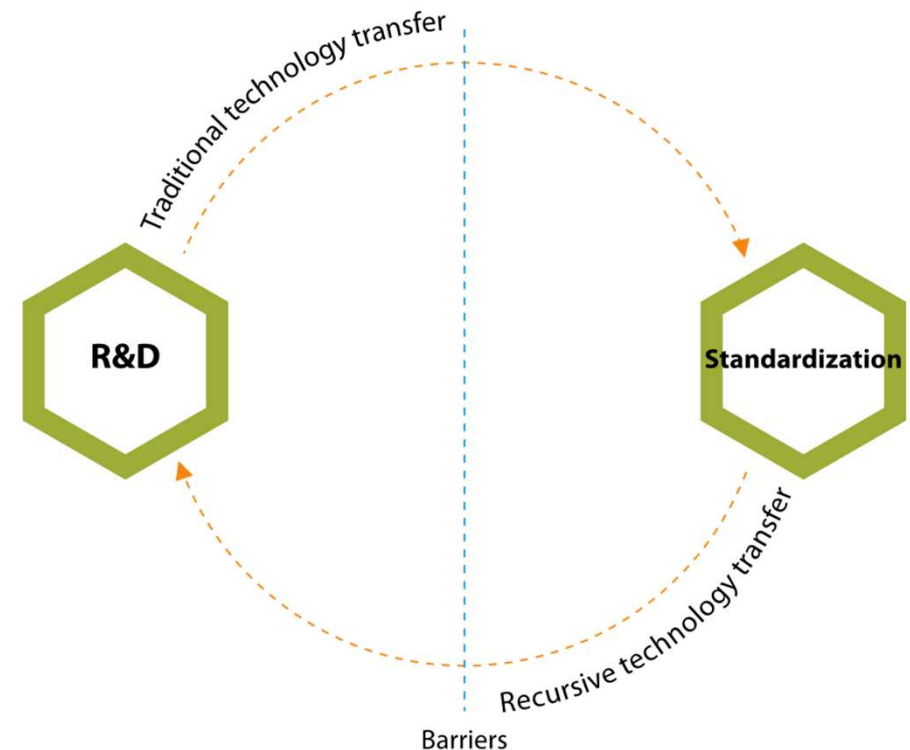 Traditional technology transfer
R&D
Standardization
Recursive technology transfer
Barriers